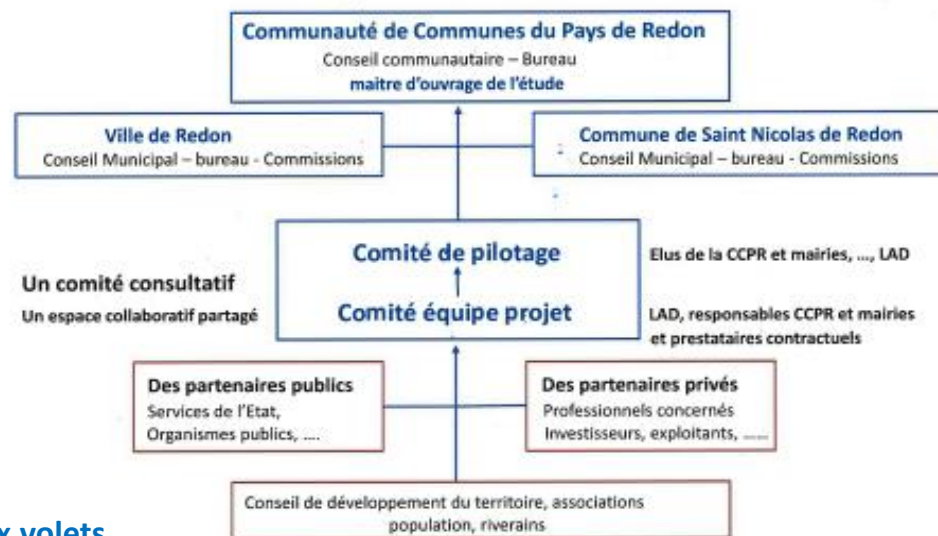 Communauté de Communes du Pays de Redon
Conseil communautaire – Bureau
maitre d'ouvrage de l'étude
Ville de Redon
Conseil Municipal – bureau - Commissions
Commune de Saint Nicolas de Redon
Conseil Municipal – bureau - Commissions
Comité de pilotage
Elus de la CCPR et mairies, ..., LAD
Un comité consultatif
Un espace collaboratif partagé
Comité équipe projet
LAD, responsables CCPR et mairies
et prestataires contractuels
Des partenaires publics
Services de l'Etat,
Organismes publics, ....
Des partenaires privés
Professionnels concernés
Investisseurs, exploitants, ......
Conseil de développement du territoire, associations
population, riverains
x volets